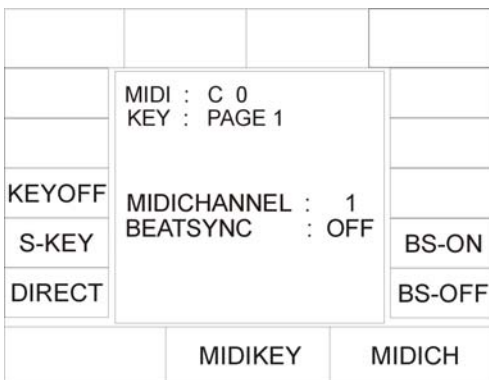 MIDI : C 0
KEY : PAGE 1
KEYOFF
MIDICHANNEL : 1
S-KEY
BEATSYNC : OFF
BS-ON
DIRECT
BS-OFF
MIDIKEY
MIDICH